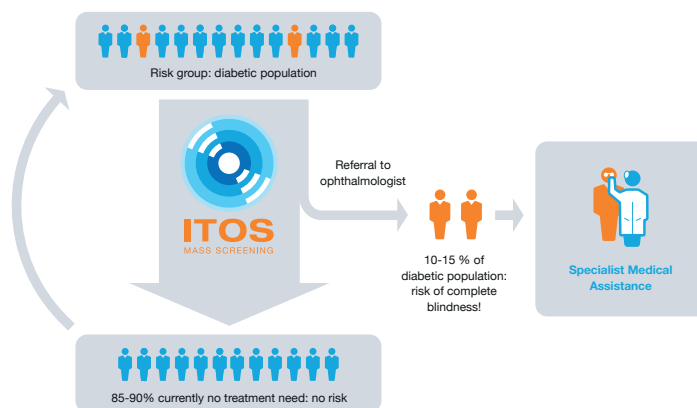 Risk group: diabetic population
ITOS
MASS SCREENING
Referral to
ophthalmologist
10-15 % of
diabetic population:
risk of complete
blindness!
Specialist Medical
Assistance
85-90% currently no treatment need: no risk